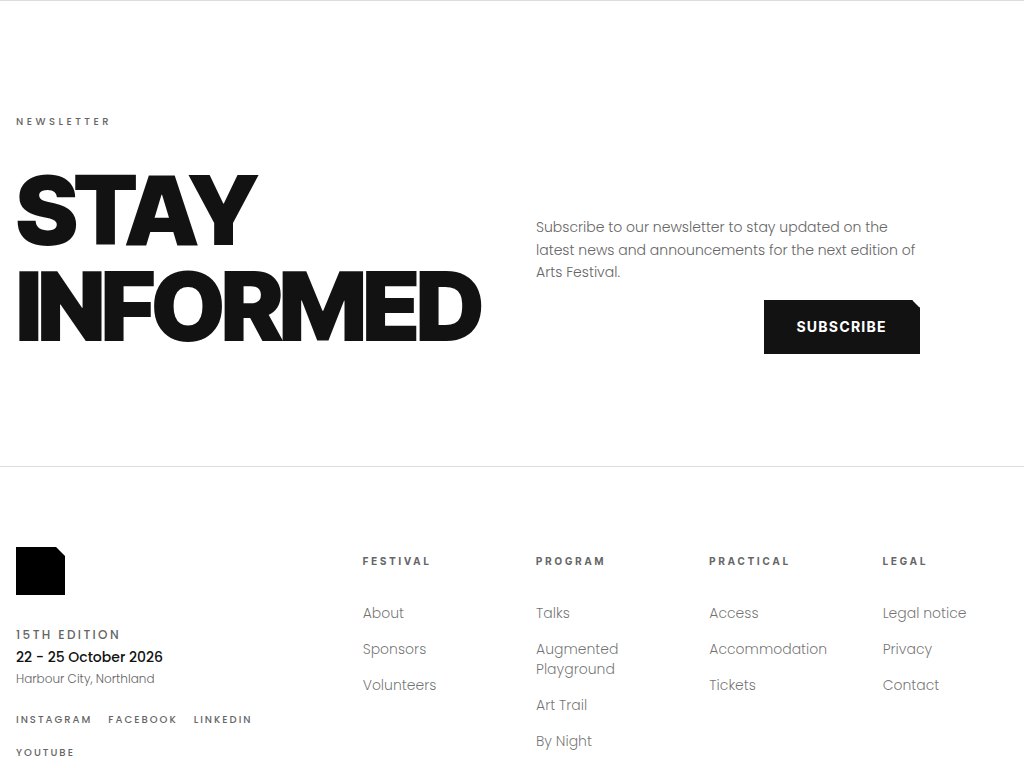 NEWSLETTER
STAY
INFORMED
Subscribe to our newsletter to stay updated on the
latest news and announcements for the next edition of
Arts Festival.
SUBSCRIBE
15TH EDITION
22 - 25 October 2026
Harbour City, Northland
INSTAGRAM FACEBOOK LINKEDIN
YOUTUBE
FESTIVAL
About
Sponsors
Volunteers
PROGRAM
Talks
Augmented
Playground
Art Trail
By Night
PRACTICAL
Access
Accommodation
Tickets
LEGAL
Legal notice
Privacy
Contact